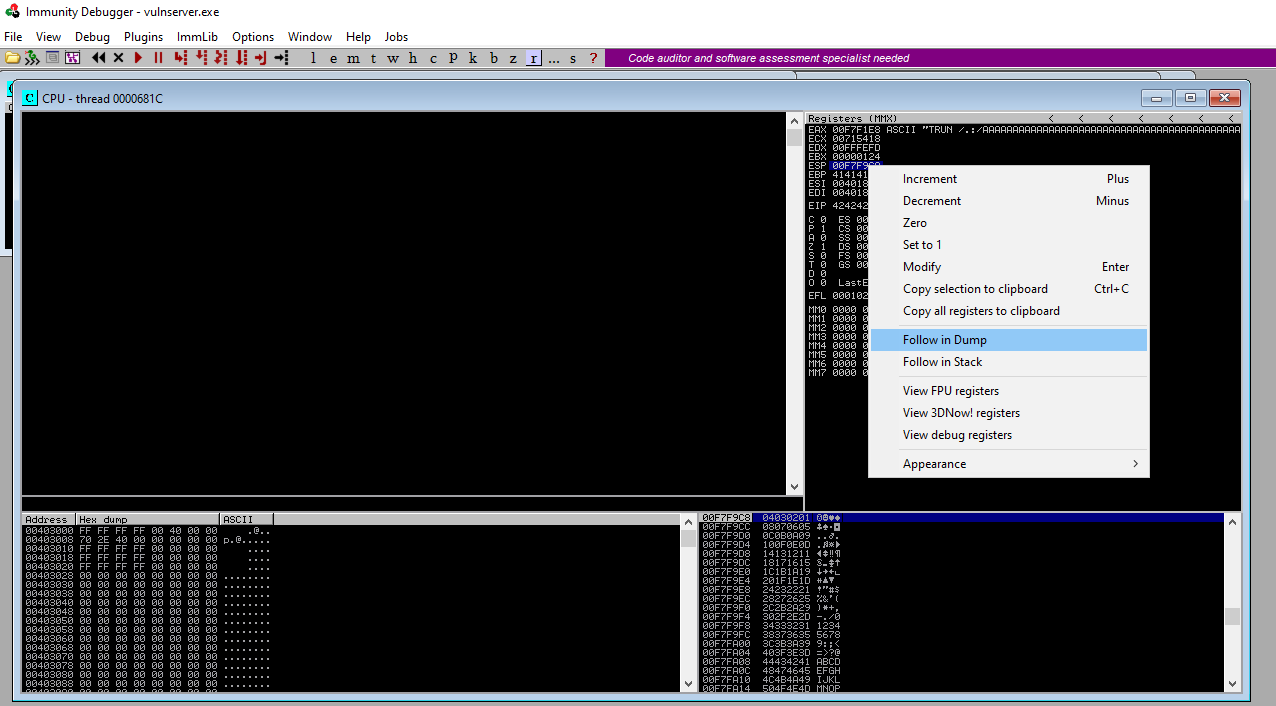 Immunity Debugger - vulnserver.exe
File View Debug Plugins ImmLib Options Window Help Jobs
l e m t w h c P k b z r ... s ? Code auditor and software assessment specialist needed
C CPU - thread 0000681C
Registers (MMX) < < < < < < <
EAX 00F7F1E8 ASCII "TRUN /.:/AAAAAAAAAAAAAAAAAAAAAAAAAAAAAAAAAAAAAAAAAAA
ECX 00715418
EDX 00FFFEFD
EBX 00000124
ESP 00F7F9C8
EBP 414141
ESI 004018
EDI 004018
EIP 424242
C 0 ES 00
P 1 CS 00
A 0 SS 00
Z 1 DS 00
S 0 FS 00
T 0 GS 00
D 0
O 0 LastE
EFL 000102
MM0 0000 0
MM1 0000 0
MM2 0000 0
MM3 0000 0
MM4 0000 0
MM5 0000 0
MM6 0000 0
MM7 0000 0
Increment Plus
Decrement Minus
Zero
Set to 1
Modify Enter
Copy selection to clipboard Ctrl+C
Copy all registers to clipboard
Follow in Dump
Follow in Stack
View FPU registers
View 3DNow! registers
View debug registers
Appearance >
Address Hex dump ASCII
00403000 FF FF FF FF 00 40 00 00 .@..
00403008 70 2E 40 00 00 00 00 00 p.@.....
00403010 FF FF FF FF 00 00 00 00 ....
00403018 FF FF FF FF 00 00 00 00 ....
00403020 FF FF FF FF 00 00 00 00 ....
00403028 00 00 00 00 00 00 00 00 ........
00403030 00 00 00 00 00 00 00 00 ........
00403038 00 00 00 00 00 00 00 00 ........
00403040 00 00 00 00 00 00 00 00 ........
00403048 00 00 00 00 00 00 00 00 ........
00403050 00 00 00 00 00 00 00 00 ........
00403058 00 00 00 00 00 00 00 00 ........
00403060 00 00 00 00 00 00 00 00 ........
00403068 00 00 00 00 00 00 00 00 ........
00403070 00 00 00 00 00 00 00 00 ........
00403078 00 00 00 00 00 00 00 00 ........
00403080 00 00 00 00 00 00 00 00 ........
00403088 00 00 00 00 00 00 00 00 ........
00F7F9C8 04030201
00F7F9CC 08070605
00F7F9D0 0C0B0A09
00F7F9D4 100F0E0D
00F7F9D8 14131211
00F7F9DC 18171615
00F7F9E0 1C1B1A19
00F7F9E4 201F1E1D
00F7F9E8 24232221 !"#$
00F7F9EC 28272625 %&'(
00F7F9F0 2C2B2A29 )*+,
00F7F9F4 302F2E2D -./0
00F7F9F8 34333231 1234
00F7F9FC 38373635 5678
00F7FA00 3C3B3A39 9:;<
00F7FA04 403F3E3D =>?@
00F7FA08 44434241 ABCD
00F7FA0C 48474645 EFGH
00F7FA10 4C4B4A49 IJKL
00F7FA14 504F4E4D MNOP